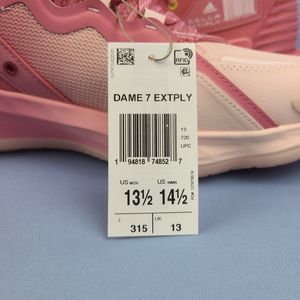 RFID
DAME 7 EXTPLY
13
720
UPC
1 94818 74852 7
US MEN
13½
US WMN
14½
J
315
UK
13